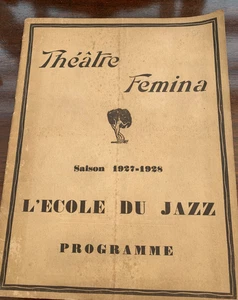 Théâtre
Femina
Saison 1927-1928
L'ECOLE DU JAZZ
PROGRAMME